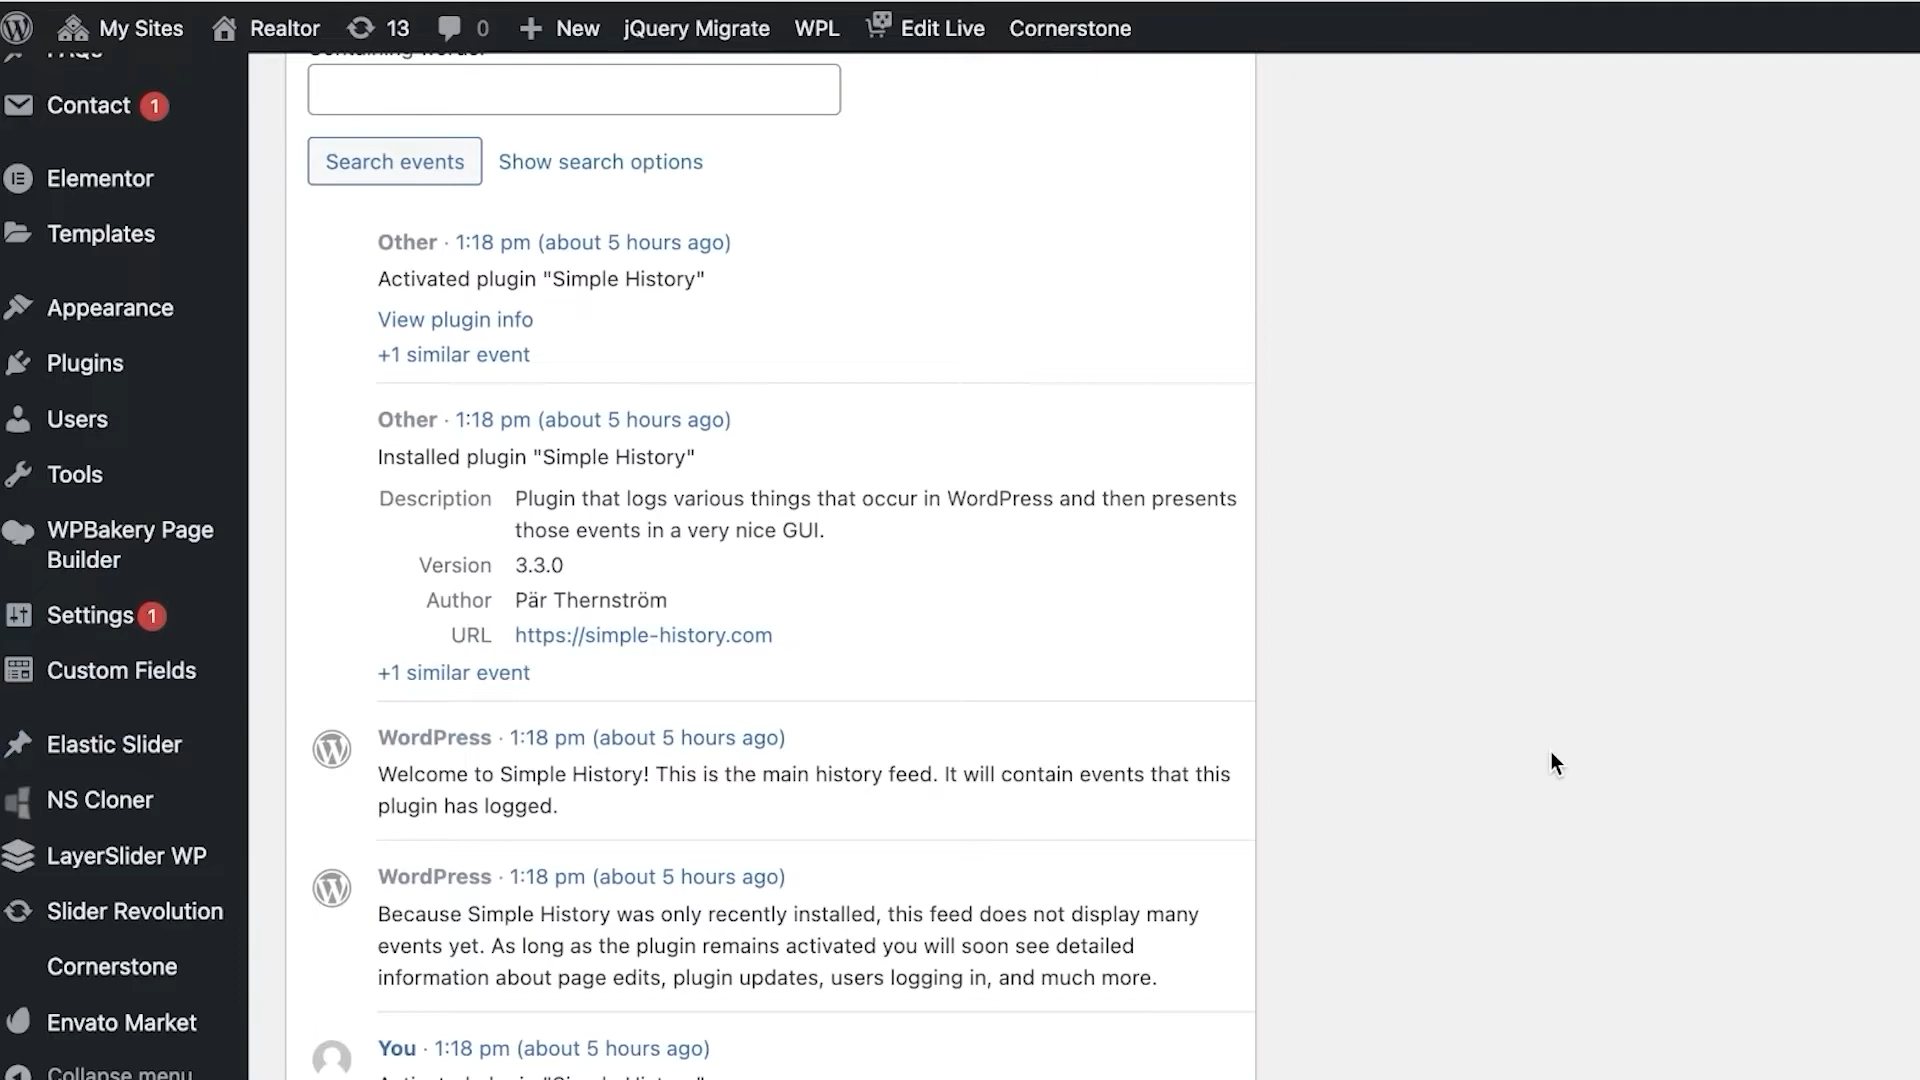 My Sites Realtor 13 0 New jQuery Migrate WPL Edit Live Cornerstone
FAQs
Contact 1
Elementor
Templates
Appearance
Plugins
Users
Tools
WPBakery Page
Builder
Settings 1
Custom Fields
Elastic Slider
NS Cloner
LayerSlider WP
Slider Revolution
Cornerstone
Envato Market
Collapse menu
Containing words:
Search events Show search options
Other · 1:18 pm (about 5 hours ago)
Activated plugin "Simple History"
View plugin info
+1 similar event
Other · 1:18 pm (about 5 hours ago)
Installed plugin "Simple History"
Description Plugin that logs various things that occur in WordPress and then presents
those events in a very nice GUI.
Version 3.3.0
Author Pär Thernström
URL https://simple-history.com
+1 similar event
WordPress · 1:18 pm (about 5 hours ago)
Welcome to Simple History! This is the main history feed. It will contain events that this
plugin has logged.
WordPress · 1:18 pm (about 5 hours ago)
Because Simple History was only recently installed, this feed does not display many
events yet. As long as the plugin remains activated you will soon see detailed
information about page edits, plugin updates, users logging in, and much more.
You · 1:18 pm (about 5 hours ago)